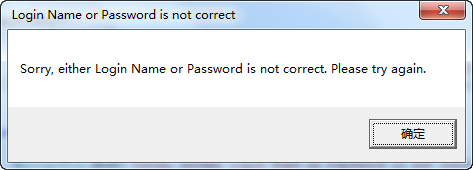 Login Name or Password is not correct
Sorry, either Login Name or Password is not correct. Please try again.
确定